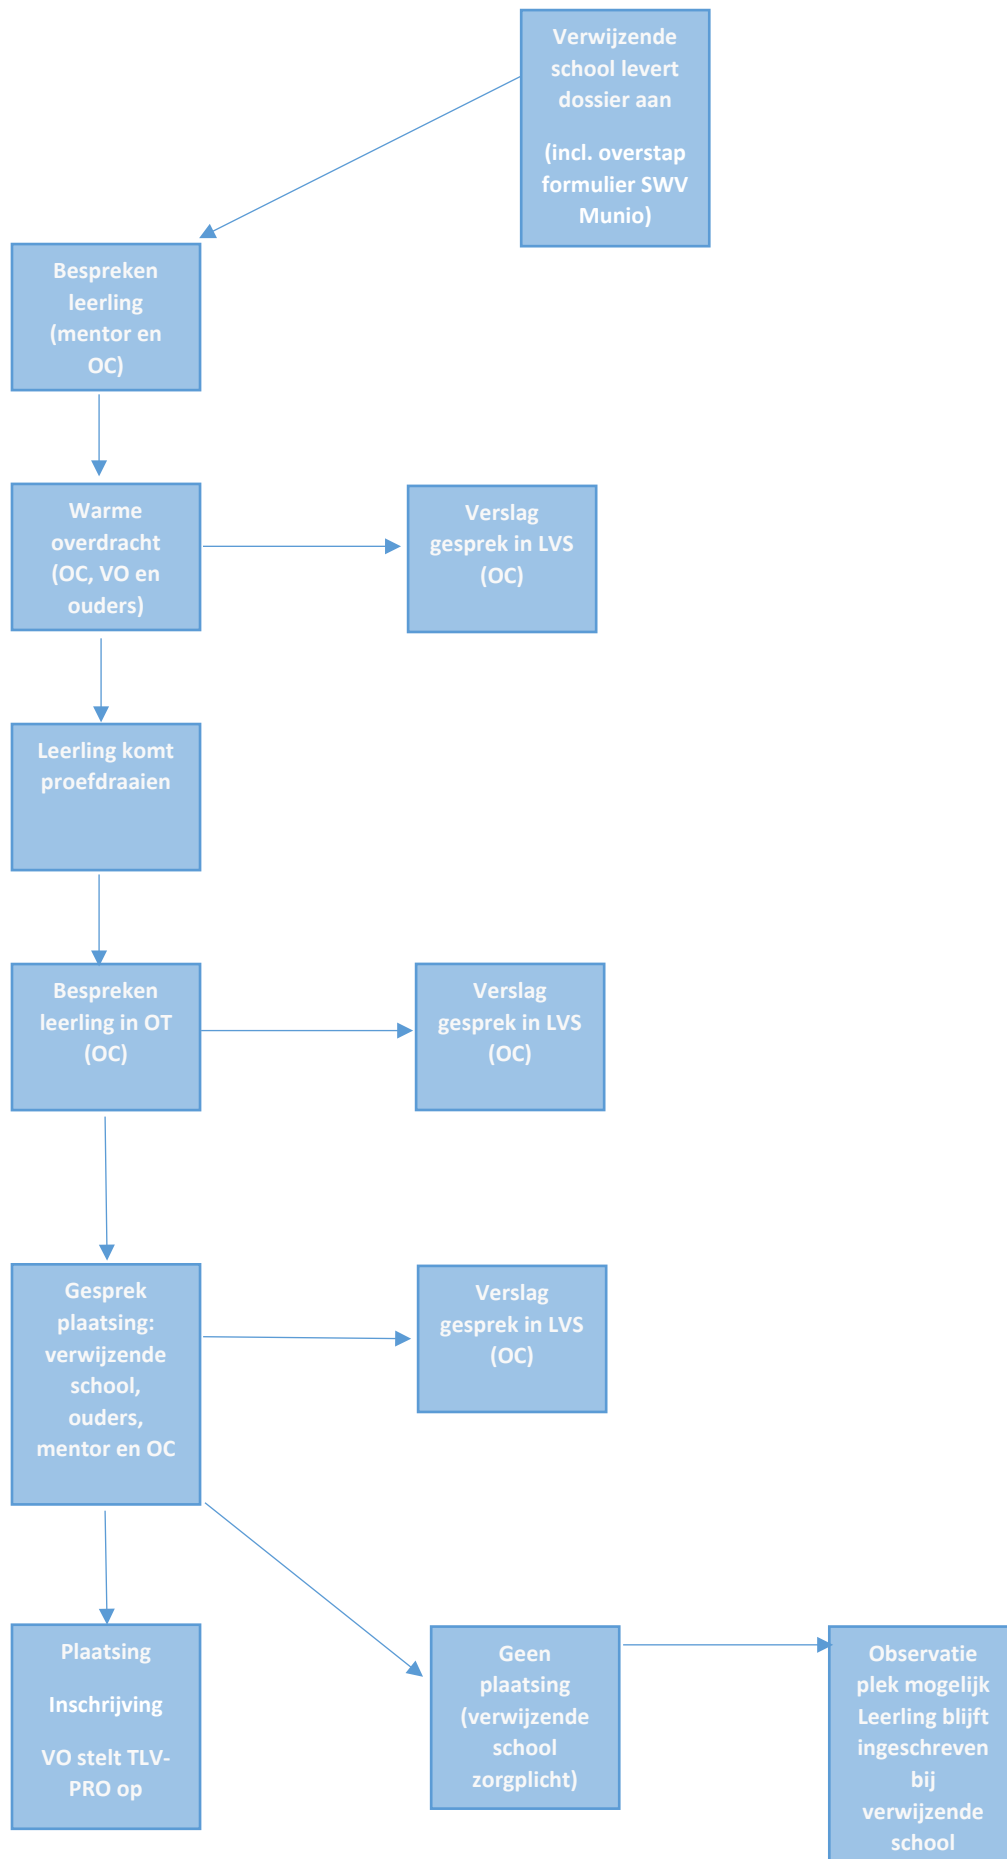 Verwijzende
school levert
dossier aan
(incl. overstap
formulier SWV
Munio)
Bespreken
leerling
(mentor en
OC)
Warme
overdracht
(OC, VO en
ouders)
Verslag
gesprek in LVS
(OC)
Leerling komt
proefdraaien
Bespreken
leerling in OT
(OC)
Verslag
gesprek in LVS
(OC)
Gesprek
plaatsing:
verwijzende
school,
ouders,
mentor en OC
Verslag
gesprek in LVS
(OC)
Plaatsing
Inschrijving
VO stelt TLV-
PRO op
Geen
plaatsing
(verwijzende
school
zorgplicht)
Observatie
plek mogelijk
Leerling blijft
ingeschreven
bij
verwijzende
school